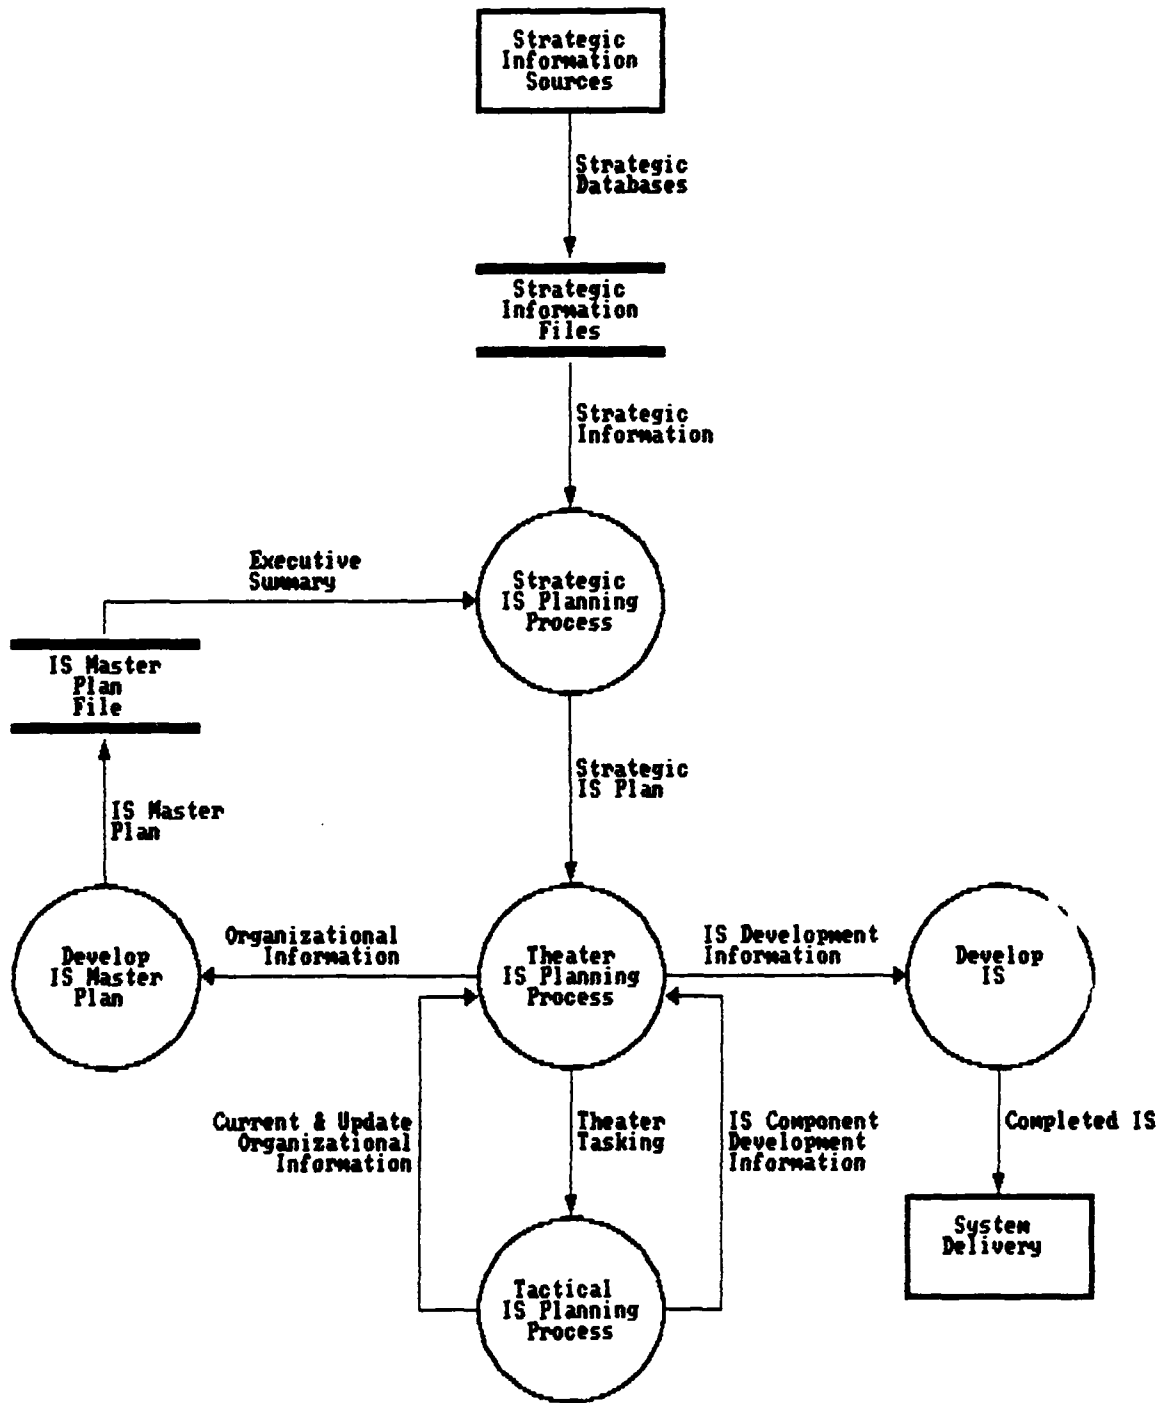 Strategic
Information
Sources
Strategic
Databases
Strategic
Information
Files
Strategic
Information
Executive
Summary
Strategic
IS Planning
Process
IS Master
Plan
File
Strategic
IS Plan
IS Master
Plan
Develop
IS Master
Plan
Organizational
Information
Theater
IS Planning
Process
IS Development
Information
Develop
IS
Current & Update
Organizational
Information
Theater
Tasking
IS Component
Development
Information
Completed IS
System
Delivery
Tactical
IS Planning
Process